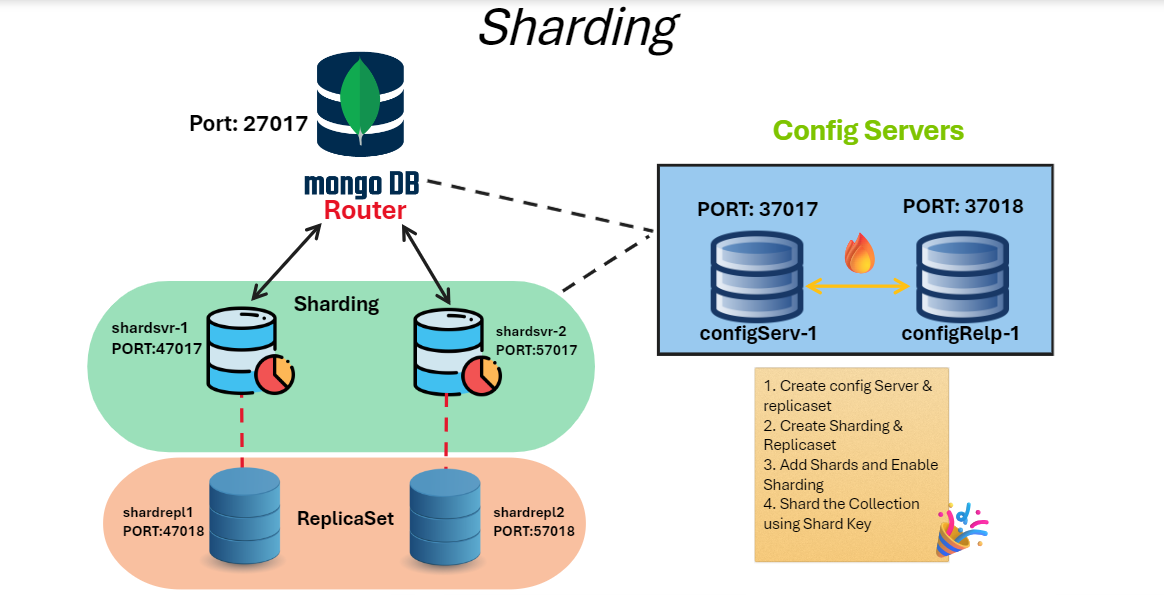 Sharding
Port: 27017
mongo DB
Router
Config Servers
PORT: 37017
PORT: 37018
configServ-1
configRelp-1
Sharding
shardsvr-1
PORT:47017
shardsvr-2
PORT:57017
shardrepl1
PORT:47018
ReplicaSet
shardrepl2
PORT:57018
1. Create config Server &
replicaset
2. Create Sharding &
Replicaset
3. Add Shards and Enable
Sharding
4. Shard the Collection
using Shard Key